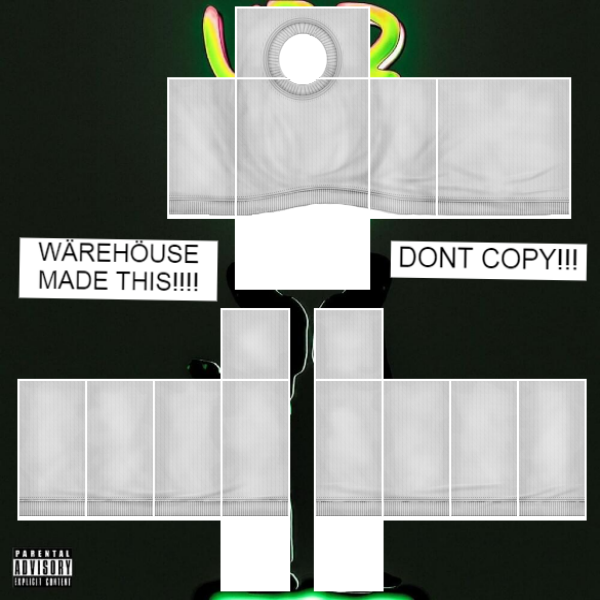 WÄREHÖUSE
MADE THIS!!!!
DONT COPY!!!
PARENTAL
ADVISORY
EXPLICIT CONTENT